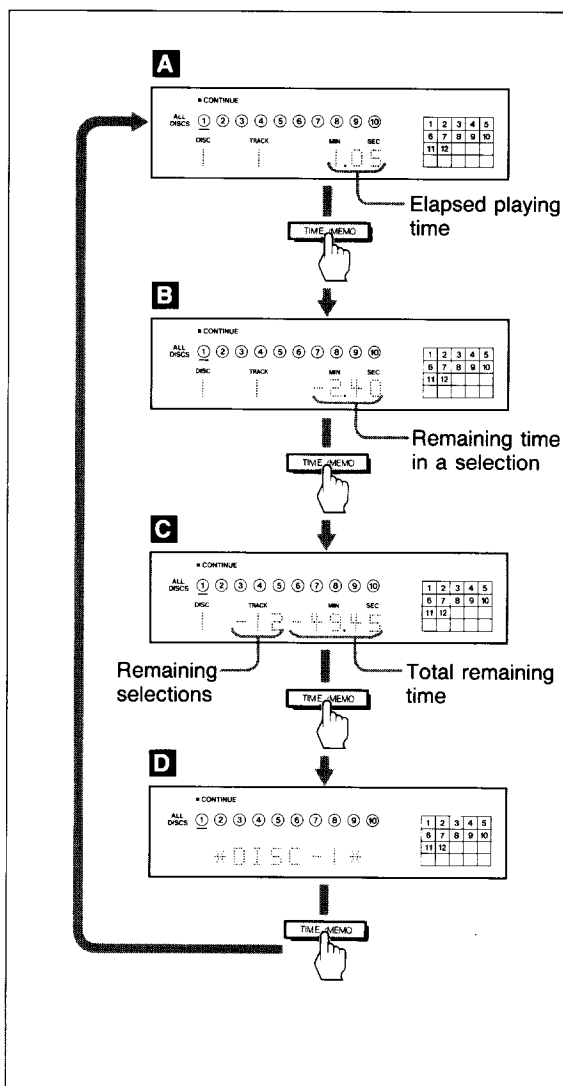 A
CONTINUE
ALL DISCS 1 2 3 4 5 6 7 8 9 10
DISC TRACK MIN SEC
1 1 1.05
1 2 3 4 5
6 7 8 9 10
11 12
Elapsed playing
time
TIME/MEMO
B
CONTINUE
ALL DISCS 1 2 3 4 5 6 7 8 9 10
DISC TRACK MIN SEC
1 1 -2.40
1 2 3 4 5
6 7 8 9 10
11 12
Remaining time
in a selection
TIME/MEMO
C
CONTINUE
ALL DISCS 1 2 3 4 5 6 7 8 9 10
DISC TRACK MIN SEC
1 -12 -49.45
1 2 3 4 5
6 7 8 9 10
11 12
Remaining
selections
Total remaining
time
TIME/MEMO
D
CONTINUE
ALL DISCS 1 2 3 4 5 6 7 8 9 10
*DISC-1*
1 2 3 4 5
6 7 8 9 10
11 12
TIME/MEMO